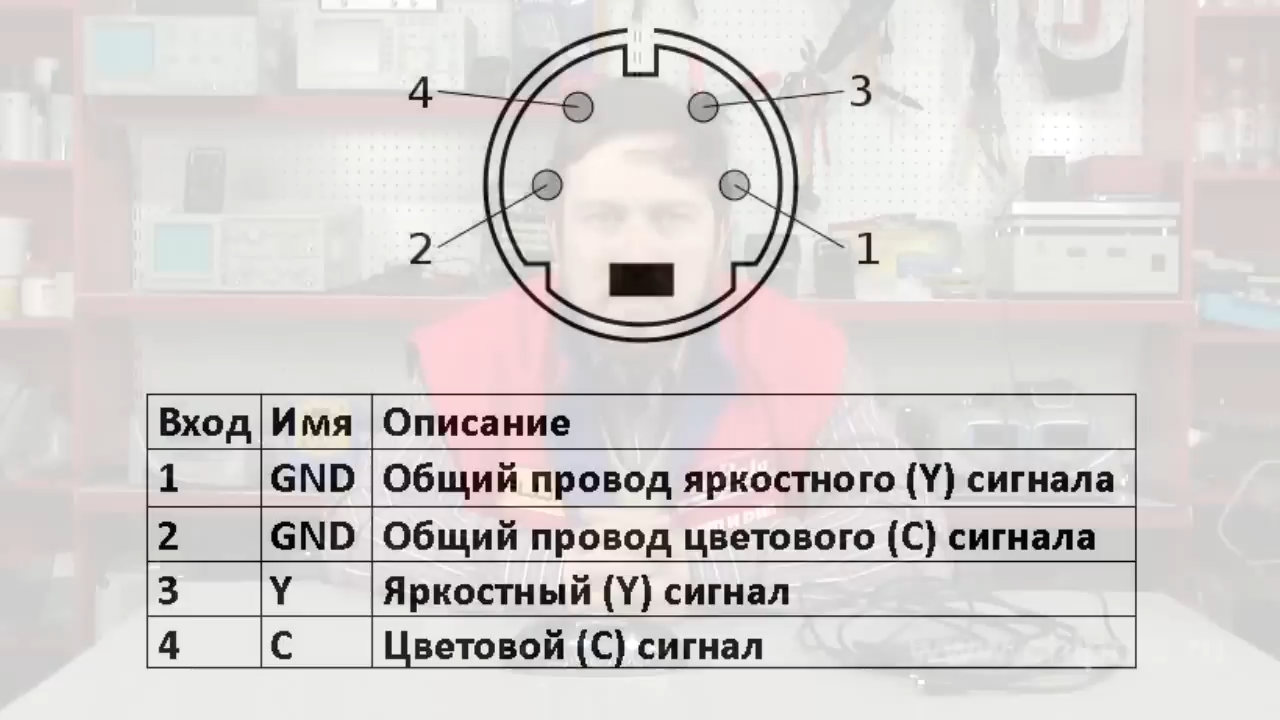 4
3
2
1
Вход Имя Описание
1 GND Общий провод яркостного (Y) сигнала
2 GND Общий провод цветового (C) сигнала
3 Y Яркостный (Y) сигнал
4 C Цветовой (C) сигнал